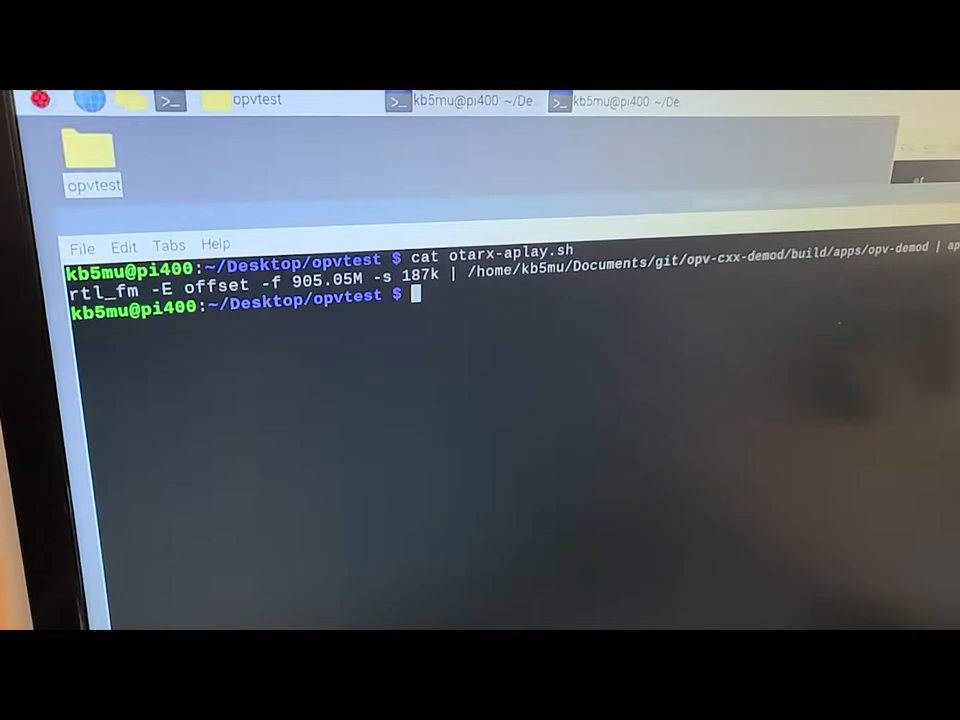 opvtest
kb5mu@pi400: ~/De...
kb5mu@pi400: ~/De
opvtest
File Edit Tabs Help
kb5mu@pi400:~/Desktop/opvtest $ cat otarx-aplay.sh
rtl_fm -E offset -f 905.05M -s 187k | /home/kb5mu/Documents/git/opv-cxx-demod/build/apps/opv-demod | ap
kb5mu@pi400:~/Desktop/opvtest $